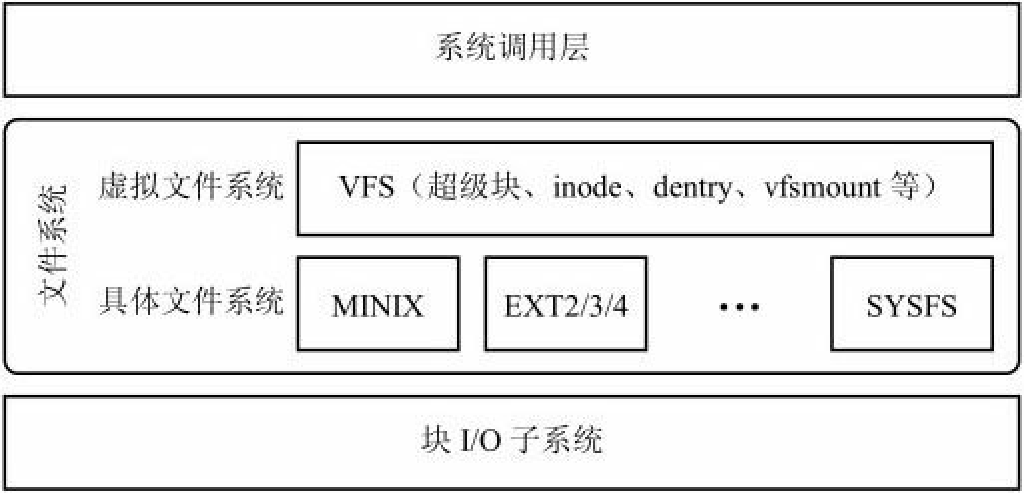 系统调用层
文件系统
虚拟文件系统
VFS（超级块、inode、dentry、vfsmount 等）
具体文件系统
MINIX
EXT2/3/4
•••
SYSFS
块 I/O 子系统